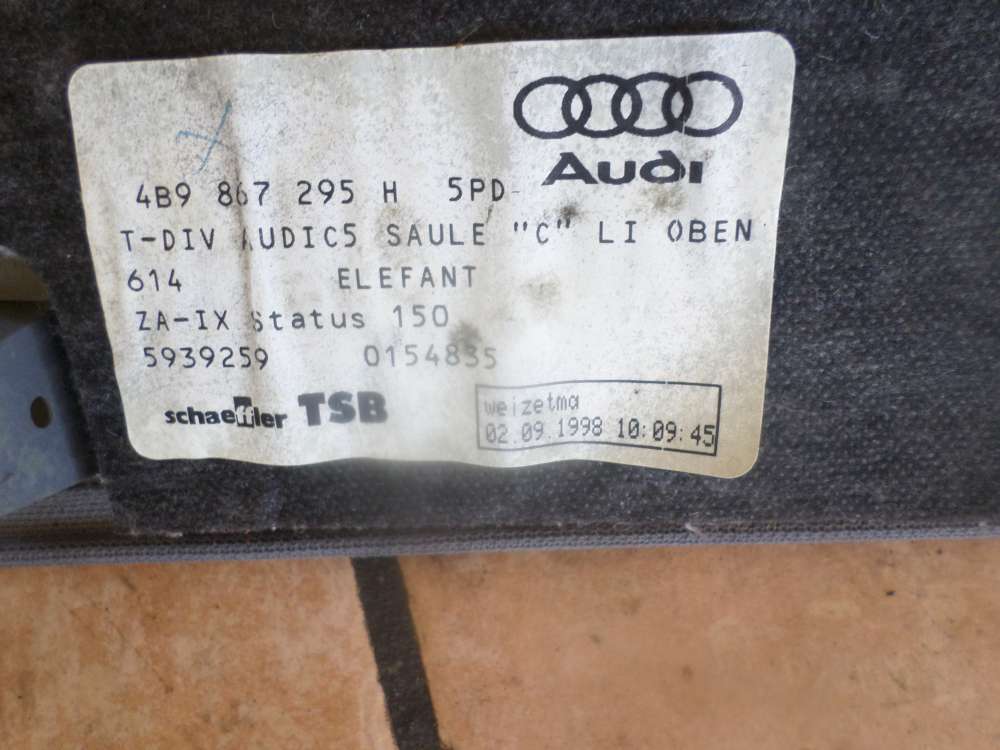 Audi
4B9 867 295 H 5PD
T-DIV AUDIC5 SAULE "C" LI OBEN
614 ELEFANT
ZA-IX Status 150
5939259 0154835
schaeffler TSB
weizetma
02.09.1998 10:09:45